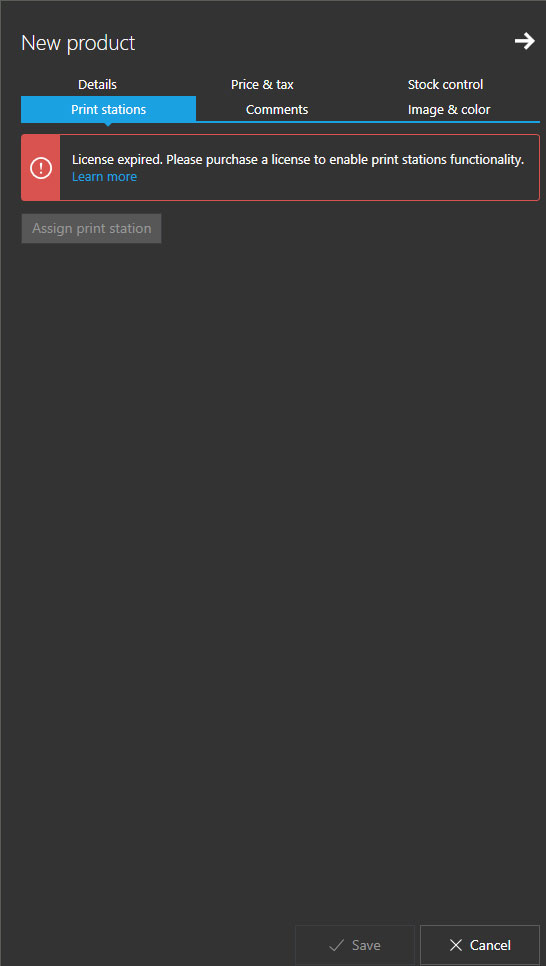 New product
Details Price & tax Stock control
Print stations Comments Image & color
License expired. Please purchase a license to enable print stations functionality.
Learn more
Assign print station
Save Cancel